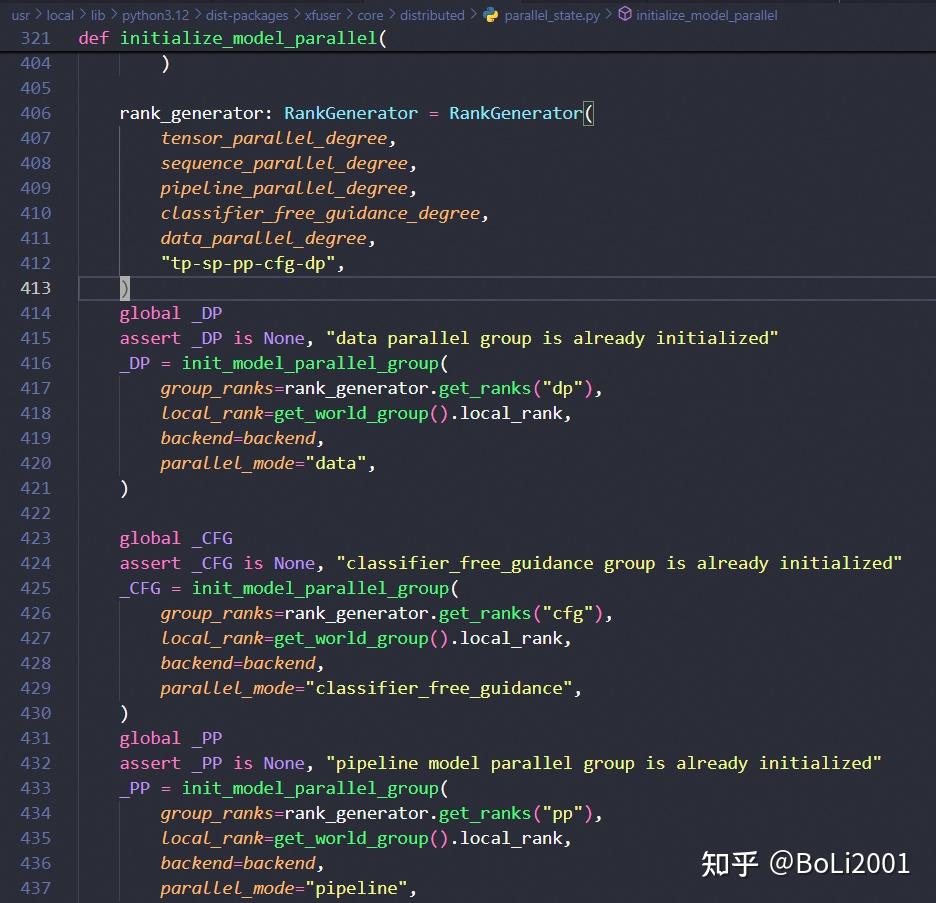 usr > local > lib > python3.12 > dist-packages > xfuser > core > distributed > parallel_state.py > initialize_model_parallel
321 def initialize_model_parallel(
404         )
405
406     rank_generator: RankGenerator = RankGenerator(
407         tensor_parallel_degree,
408         sequence_parallel_degree,
409         pipeline_parallel_degree,
410         classifier_free_guidance_degree,
411         data_parallel_degree,
412         "tp-sp-pp-cfg-dp",
413     )
414     global _DP
415     assert _DP is None, "data parallel group is already initialized"
416     _DP = init_model_parallel_group(
417         group_ranks=rank_generator.get_ranks("dp"),
418         local_rank=get_world_group().local_rank,
419         backend=backend,
420         parallel_mode="data",
421     )
422
423     global _CFG
424     assert _CFG is None, "classifier_free_guidance group is already initialized"
425     _CFG = init_model_parallel_group(
426         group_ranks=rank_generator.get_ranks("cfg"),
427         local_rank=get_world_group().local_rank,
428         backend=backend,
429         parallel_mode="classifier_free_guidance",
430     )
431     global _PP
432     assert _PP is None, "pipeline model parallel group is already initialized"
433     _PP = init_model_parallel_group(
434         group_ranks=rank_generator.get_ranks("pp"),
435         local_rank=get_world_group().local_rank,
436         backend=backend,
437         parallel_mode="pipeline",
知乎 @BoLi2001